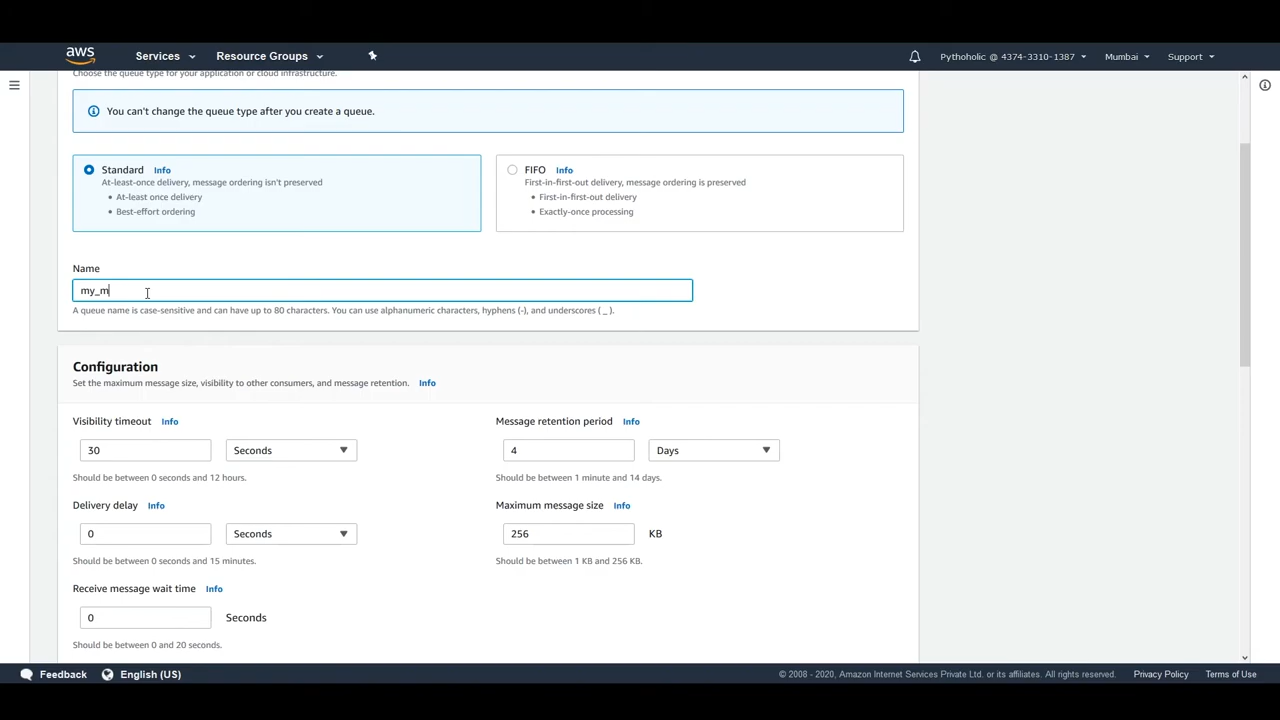 aws Services Resource Groups Pythoholic @ 4374-3310-1387 Mumbai Support
Choose the queue type for your application or cloud infrastructure.
You can't change the queue type after you create a queue.
Standard Info
At-least-once delivery, message ordering isn't preserved
• At-least once delivery
• Best-effort ordering
FIFO Info
First-in-first-out delivery, message ordering is preserved
• First-in-first-out delivery
• Exactly-once processing
Name
my_m
A queue name is case-sensitive and can have up to 80 characters. You can use alphanumeric characters, hyphens (-), and underscores ( _ ).
Configuration
Set the maximum message size, visibility to other consumers, and message retention. Info
Visibility timeout Info
30 Seconds
Should be between 0 seconds and 12 hours.
Message retention period Info
4 Days
Should be between 1 minute and 14 days.
Delivery delay Info
0 Seconds
Should be between 0 seconds and 15 minutes.
Maximum message size Info
256 KB
Should be between 1 KB and 256 KB.
Receive message wait time Info
0 Seconds
Should be between 0 and 20 seconds.
Feedback English (US) © 2008 - 2020, Amazon Internet Services Private Ltd. or its affiliates. All rights reserved. Privacy Policy Terms of Use